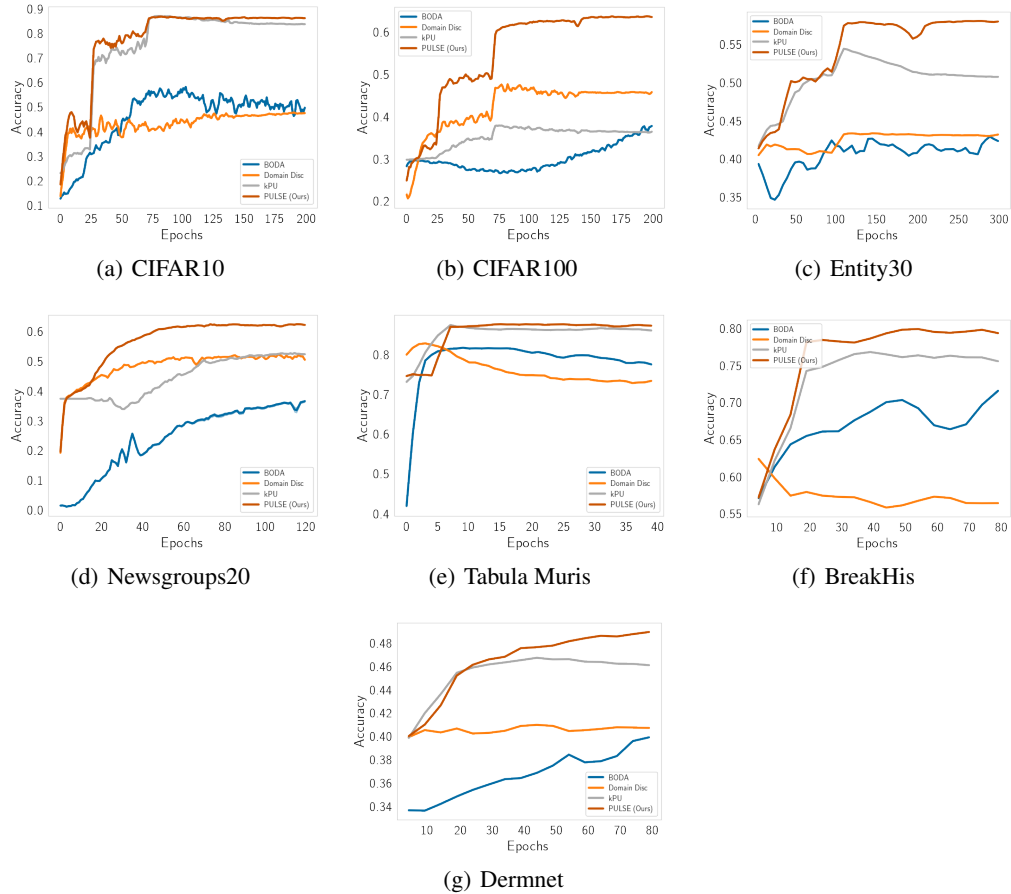 0.9
0.8
0.7
0.6
0.5
0.4
0.3
0.2
0.1
Accuracy
BODA
Domain Disc
kPU
PULSE (Ours)
0 25 50 75 100 125 150 175 200
Epochs
(a) CIFAR10
0.6
0.5
0.4
0.3
0.2
Accuracy
BODA
Domain Disc
kPU
PULSE (Ours)
0 25 50 75 100 125 150 175 200
Epochs
(b) CIFAR100
0.55
0.50
0.45
0.40
0.35
Accuracy
BODA
Domain Disc
kPU
PULSE (Ours)
0 50 100 150 200 250 300
Epochs
(c) Entity30
0.6
0.5
0.4
0.3
0.2
0.1
0.0
Accuracy
BODA
Domain Disc
kPU
PULSE (Ours)
0 20 40 60 80 100 120
Epochs
(d) Newsgroups20
0.8
0.7
0.6
0.5
0.4
Accuracy
BODA
Domain Disc
kPU
PULSE (Ours)
0 5 10 15 20 25 30 35 39
Epochs
(e) Tabula Muris
0.80
0.75
0.70
0.65
0.60
0.55
Accuracy
BODA
Domain Disc
kPU
PULSE (Ours)
10 20 30 40 50 60 70 80
Epochs
(f) BreakHis
0.48
0.46
0.44
0.42
0.40
0.38
0.36
0.34
Accuracy
BODA
Domain Disc
kPU
PULSE (Ours)
10 20 30 40 50 60 70 80
Epochs
(g) Dermnet